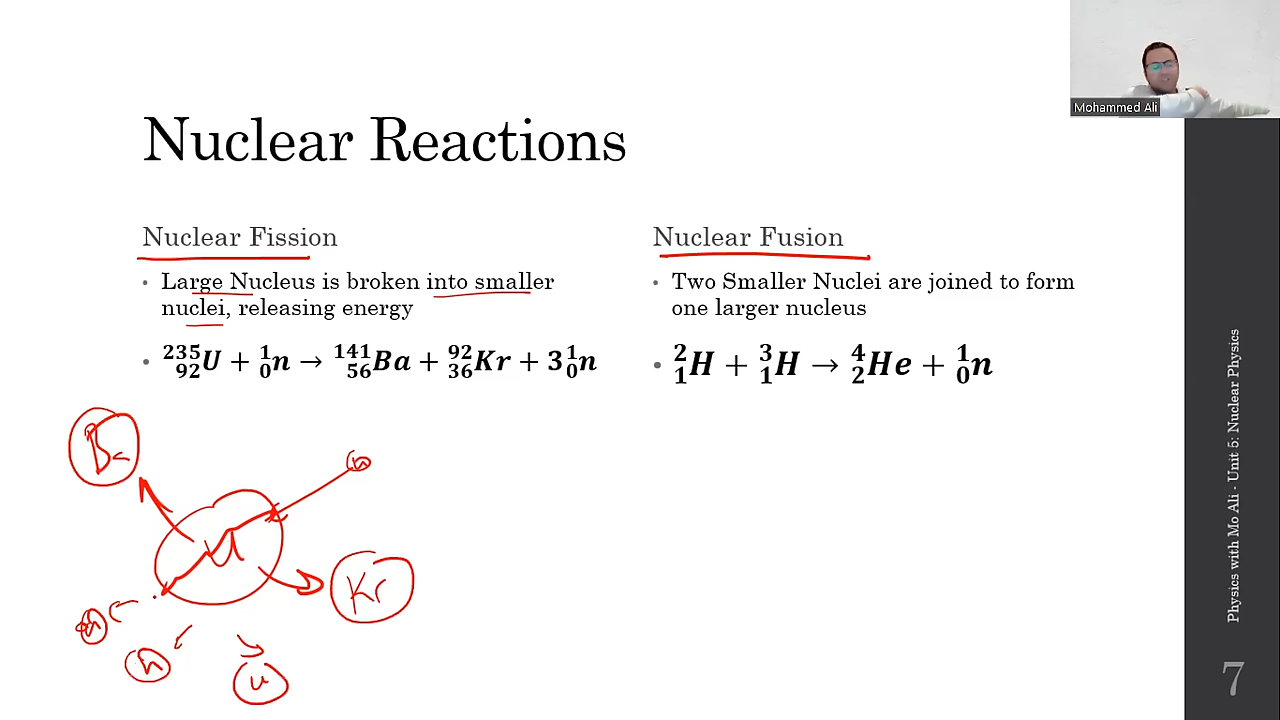 Mohammed Ali
Nuclear Reactions
Nuclear Fission
• Large Nucleus is broken into smaller
nuclei, releasing energy
• ²³⁵₉₂U + ¹₀n → ¹⁴¹₅₆Ba + ⁹²₃₆Kr + 3¹₀n
Nuclear Fusion
• Two Smaller Nuclei are joined to form
one larger nucleus
• ²₁H + ³₁H → ⁴₂He + ¹₀n
Ba
n
U
Kr
n
n
n
Physics with Mo Ali - Unit 5: Nuclear Physics
7